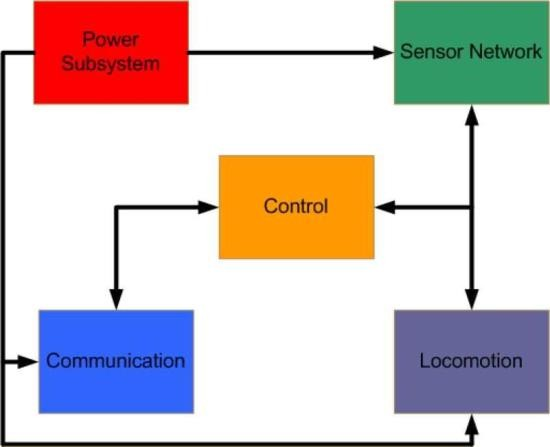 Power
Subsystem
Sensor Network
Control
Communication
Locomotion